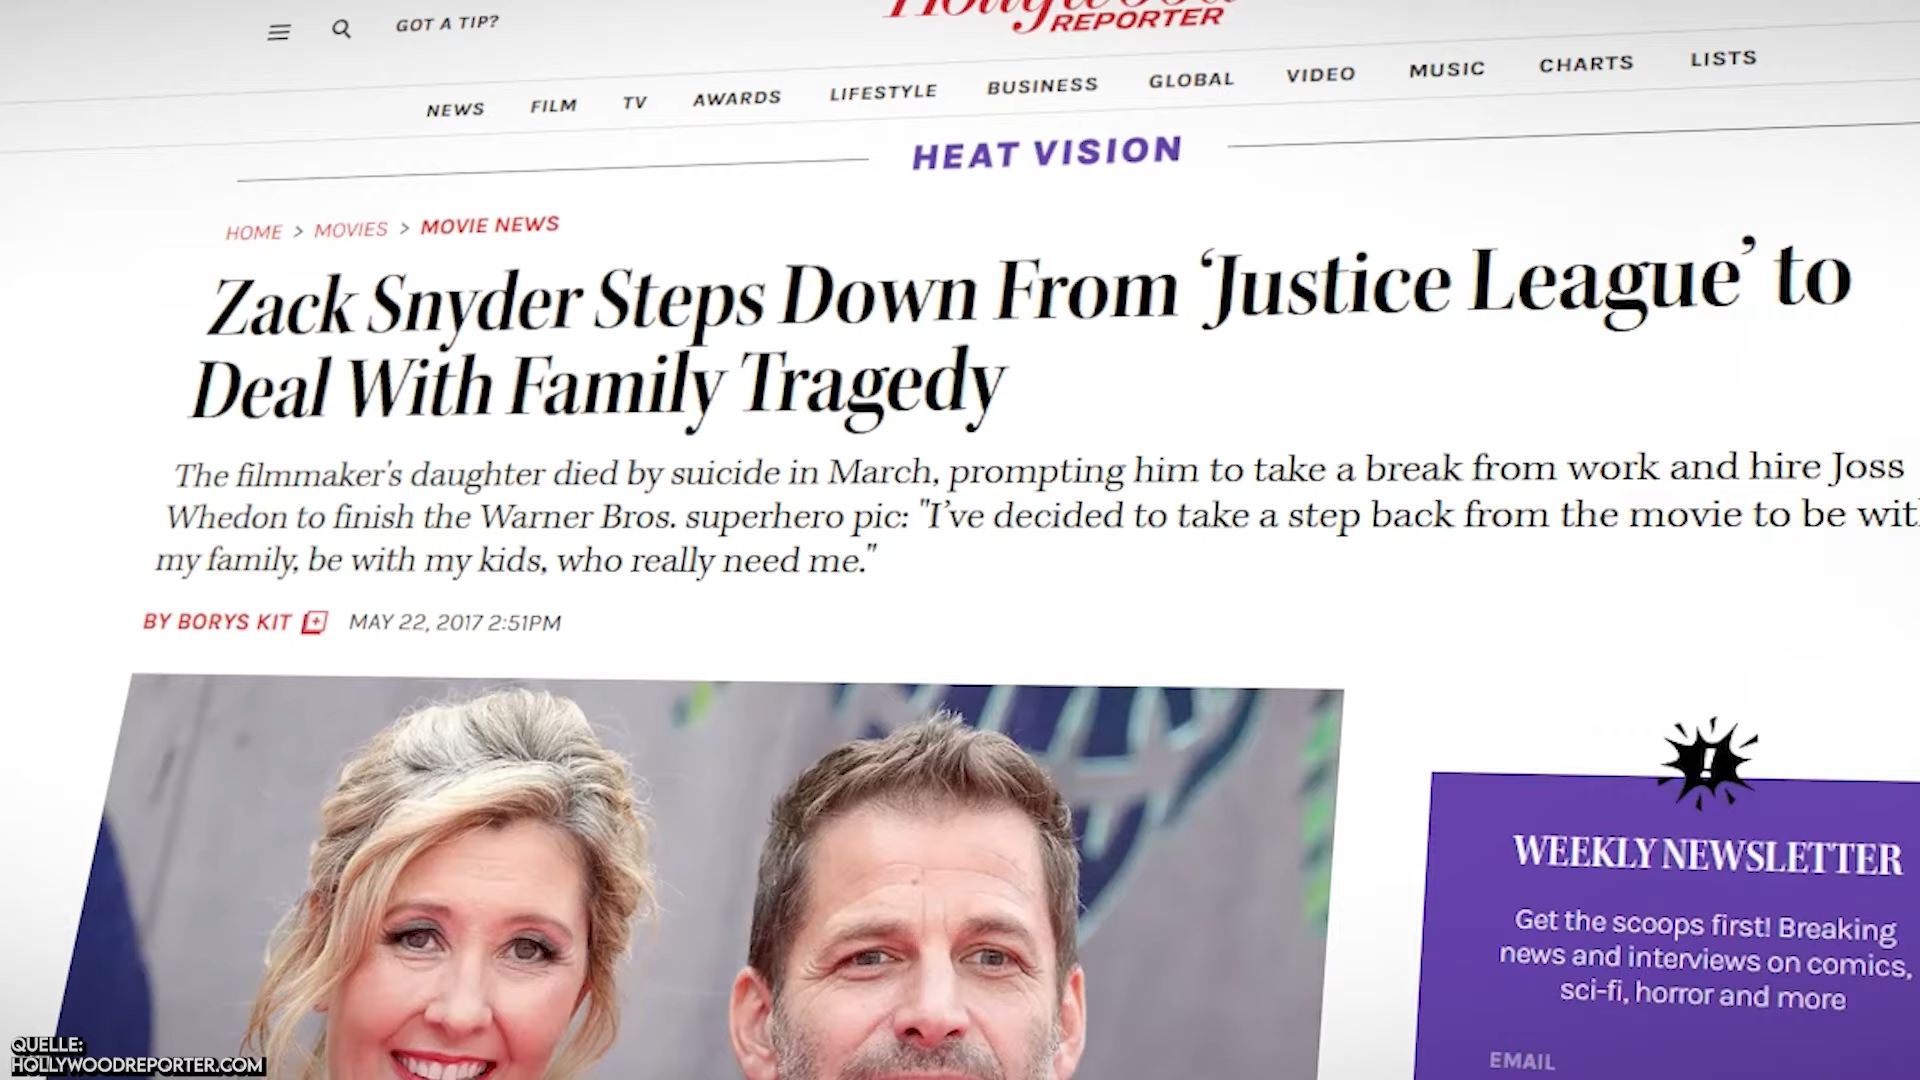 GOT A TIP?
Hollywood
REPORTER
NEWS FILM TV AWARDS LIFESTYLE BUSINESS GLOBAL VIDEO MUSIC CHARTS LISTS
HEAT VISION
HOME > MOVIES > MOVIE NEWS
Zack Snyder Steps Down From ‘Justice League’ to
Deal With Family Tragedy
The filmmaker's daughter died by suicide in March, prompting him to take a break from work and hire Joss
Whedon to finish the Warner Bros. superhero pic: "I’ve decided to take a step back from the movie to be with
my family, be with my kids, who really need me."
BY BORYS KIT MAY 22, 2017 2:51PM
!
WEEKLY NEWSLETTER
Get the scoops first! Breaking
news and interviews on comics,
sci-fi, horror and more
EMAIL
QUELLE:
HOLLYWOODREPORTER.COM